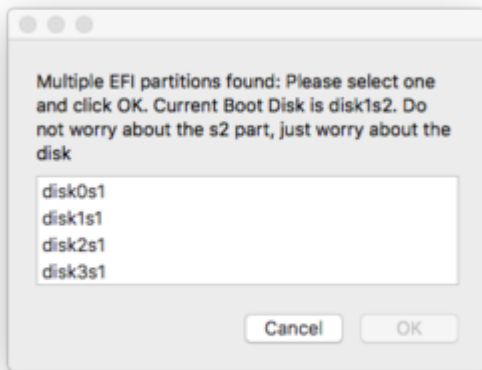 Multiple EFI partitions found: Please select one
and click OK. Current Boot Disk is disk1s2. Do
not worry about the s2 part, just worry about the
disk
disk0s1
disk1s1
disk2s1
disk3s1
Cancel OK